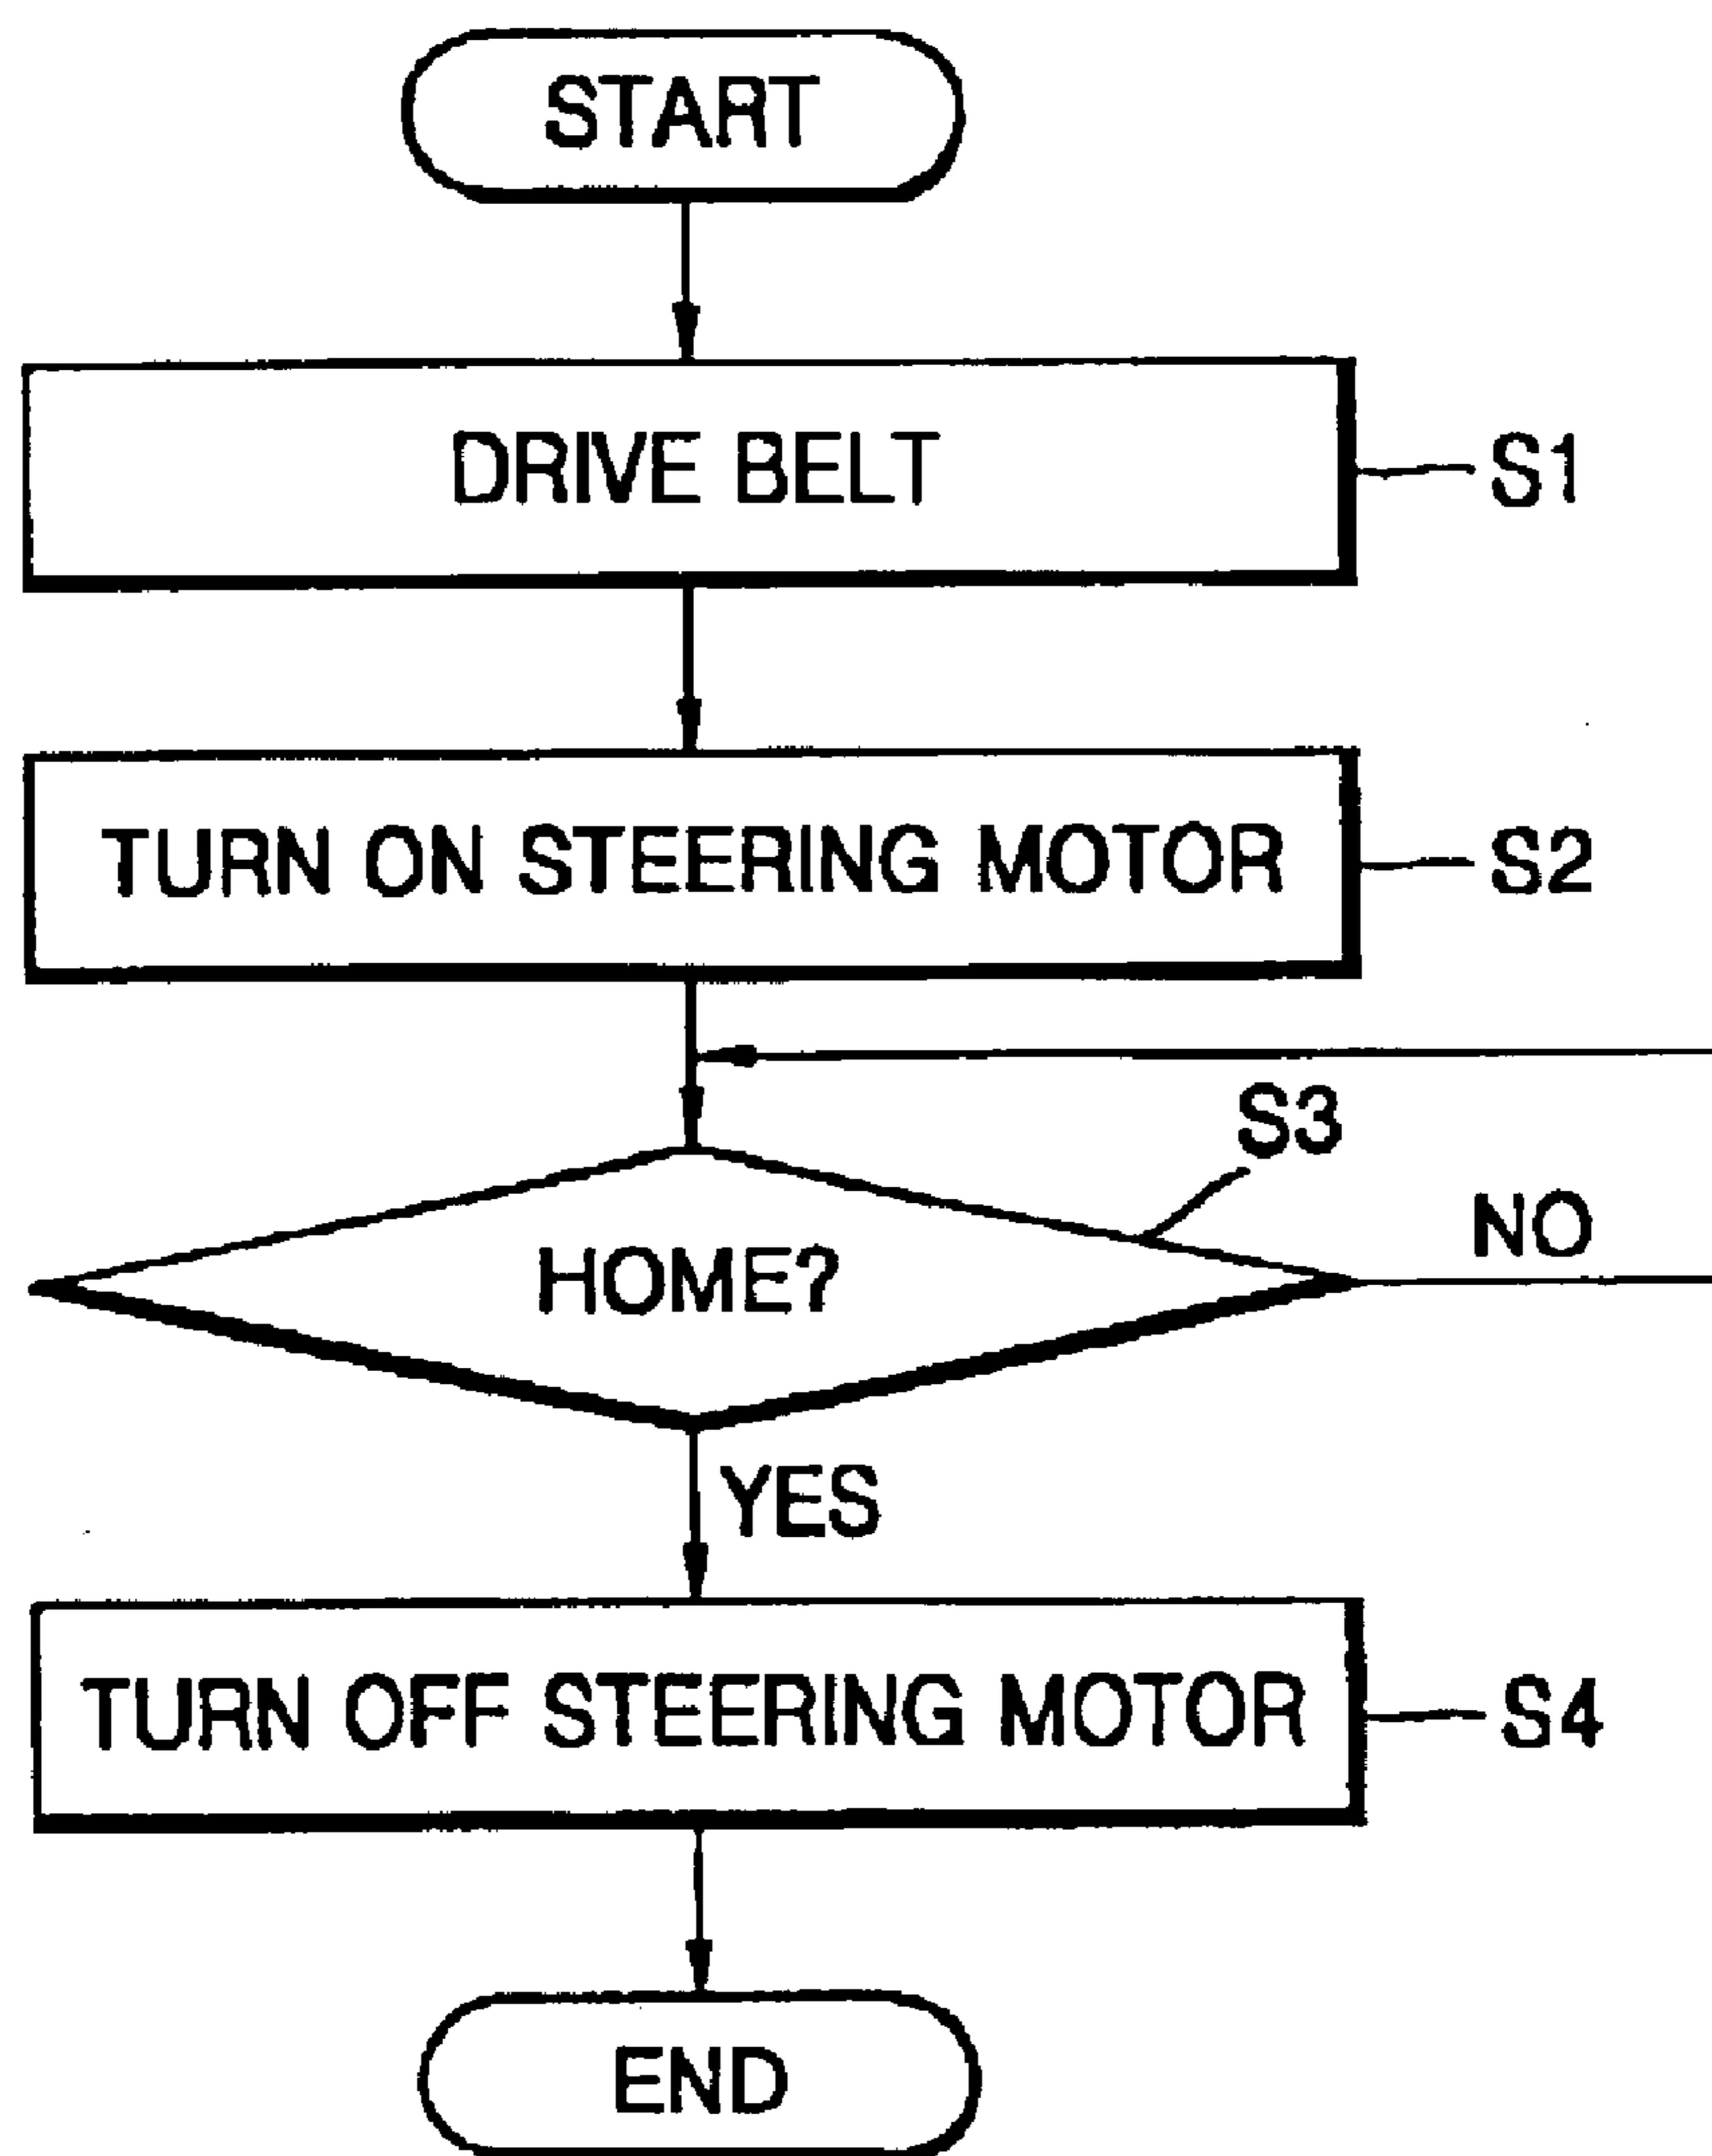 START
DRIVE BELT
S1
TURN ON STEERING MOTOR
S2
S3
NO
HOME?
YES
TURN OFF STEERING MOTOR
S4
END